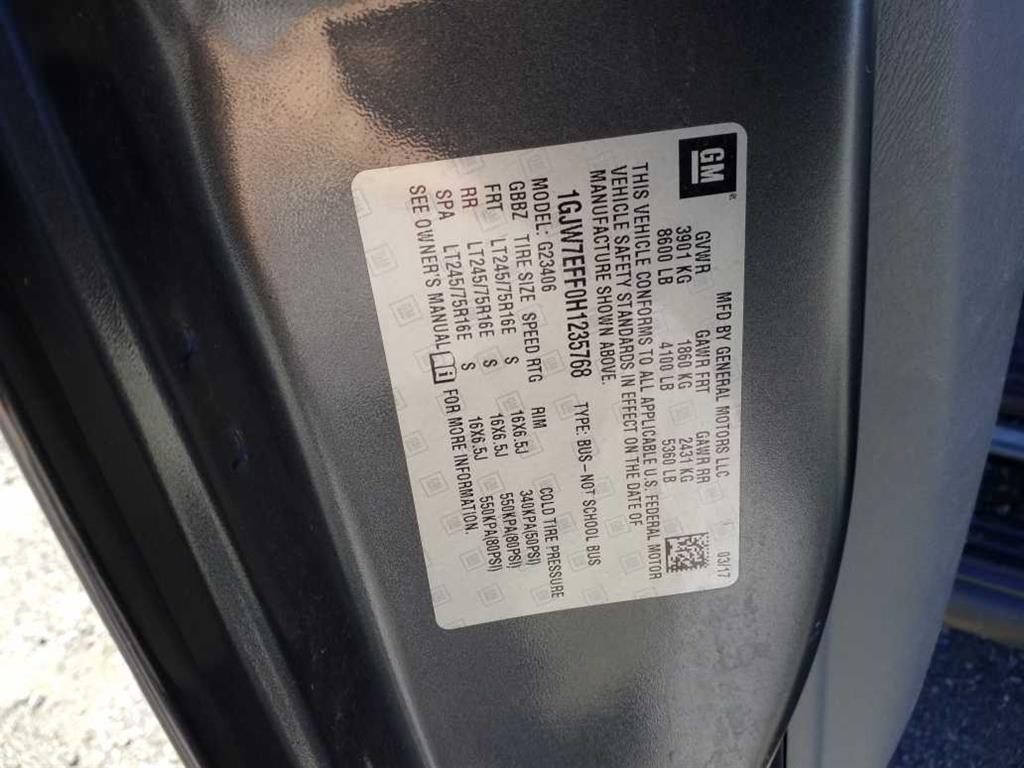 GM
®
MFD BY GENERAL MOTORS LLC 03/17
GVWR GAWR FRT GAWR RR
3901 KG 1860 KG 2431 KG
8600 LB 4100 LB 5360 LB
THIS VEHICLE CONFORMS TO ALL APPLICABLE U.S. FEDERAL MOTOR
VEHICLE SAFETY STANDARDS IN EFFECT ON THE DATE OF
MANUFACTURE SHOWN ABOVE.
1GJW7EFF0H1235768 TYPE: BUS–NOT SCHOOL BUS
MODEL: G23406
GBBZ TIRE SIZE SPEED RTG RIM COLD TIRE PRESSURE
FRT LT245/75R16E S 16X6.5J 340KPA(50PSI)
RR LT245/75R16E S 16X6.5J 550KPA(80PSI)
SPA LT245/75R16E S 16X6.5J 550KPA(80PSI)
SEE OWNER'S MANUAL i FOR MORE INFORMATION.